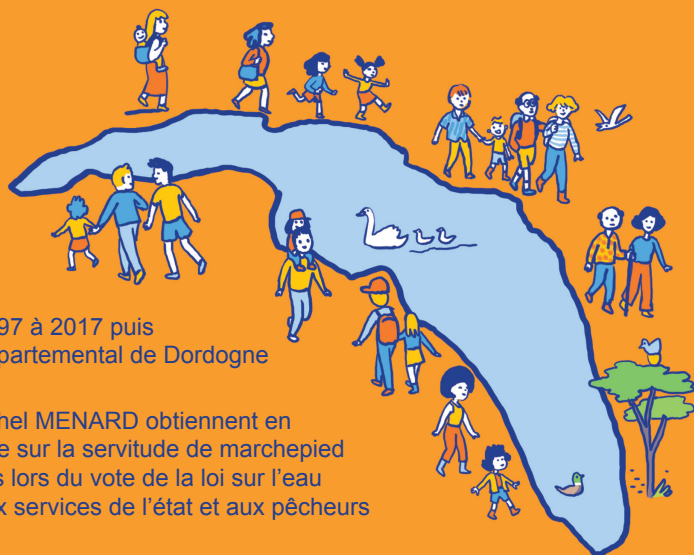 97 à 2017 puis
partemental de Dordogne
hel MENARD obtiennent en
e sur la servitude de marchepied
s lors du vote de la loi sur l’eau
x services de l’état et aux pêcheurs